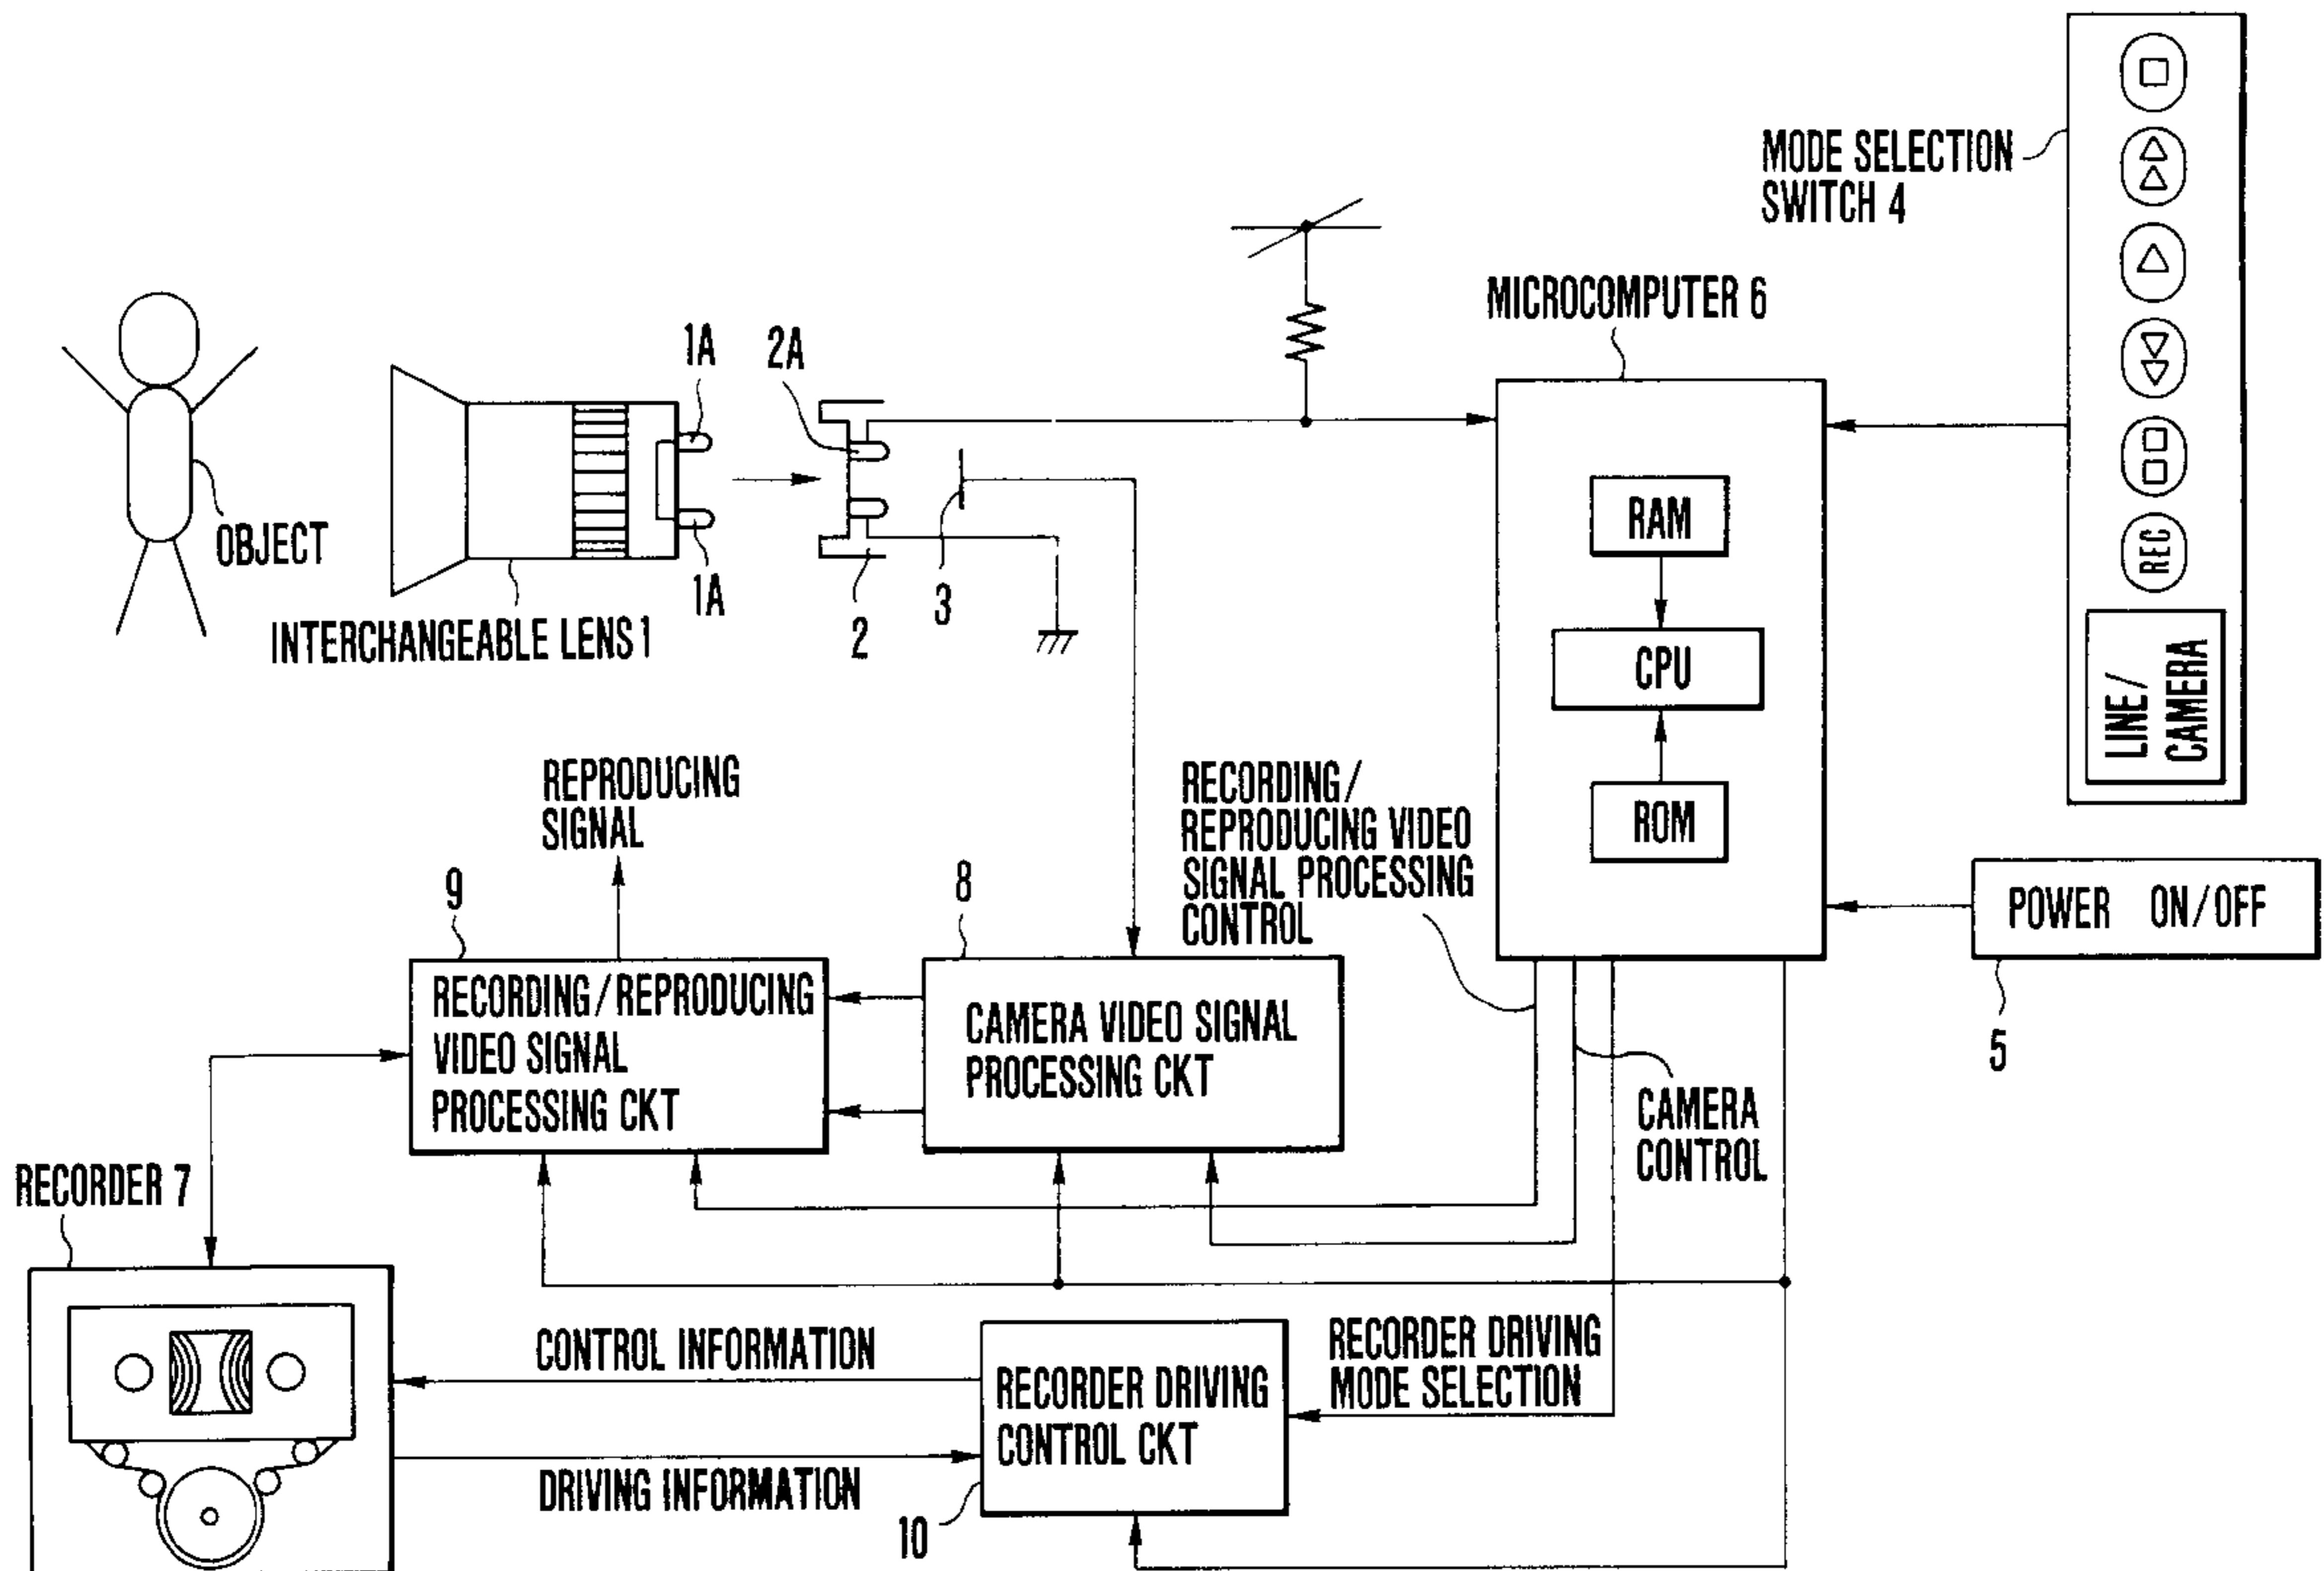 MODE SELECTION
SWITCH 4
REC
LINE/
CAMERA
MICROCOMPUTER 6
RAM
CPU
ROM
1A
2A
1A
OBJECT
INTERCHANGEABLE LENS 1
2
3
REPRODUCING
SIGNAL
RECORDING/
REPRODUCING VIDEO
SIGNAL PROCESSING
CONTROL
POWER ON/OFF
5
9
8
RECORDING/REPRODUCING
VIDEO SIGNAL
PROCESSING CKT
CAMERA VIDEO SIGNAL
PROCESSING CKT
CAMERA
CONTROL
RECORDER 7
CONTROL INFORMATION
DRIVING INFORMATION
RECORDER DRIVING
CONTROL CKT
10
RECORDER DRIVING
MODE SELECTION